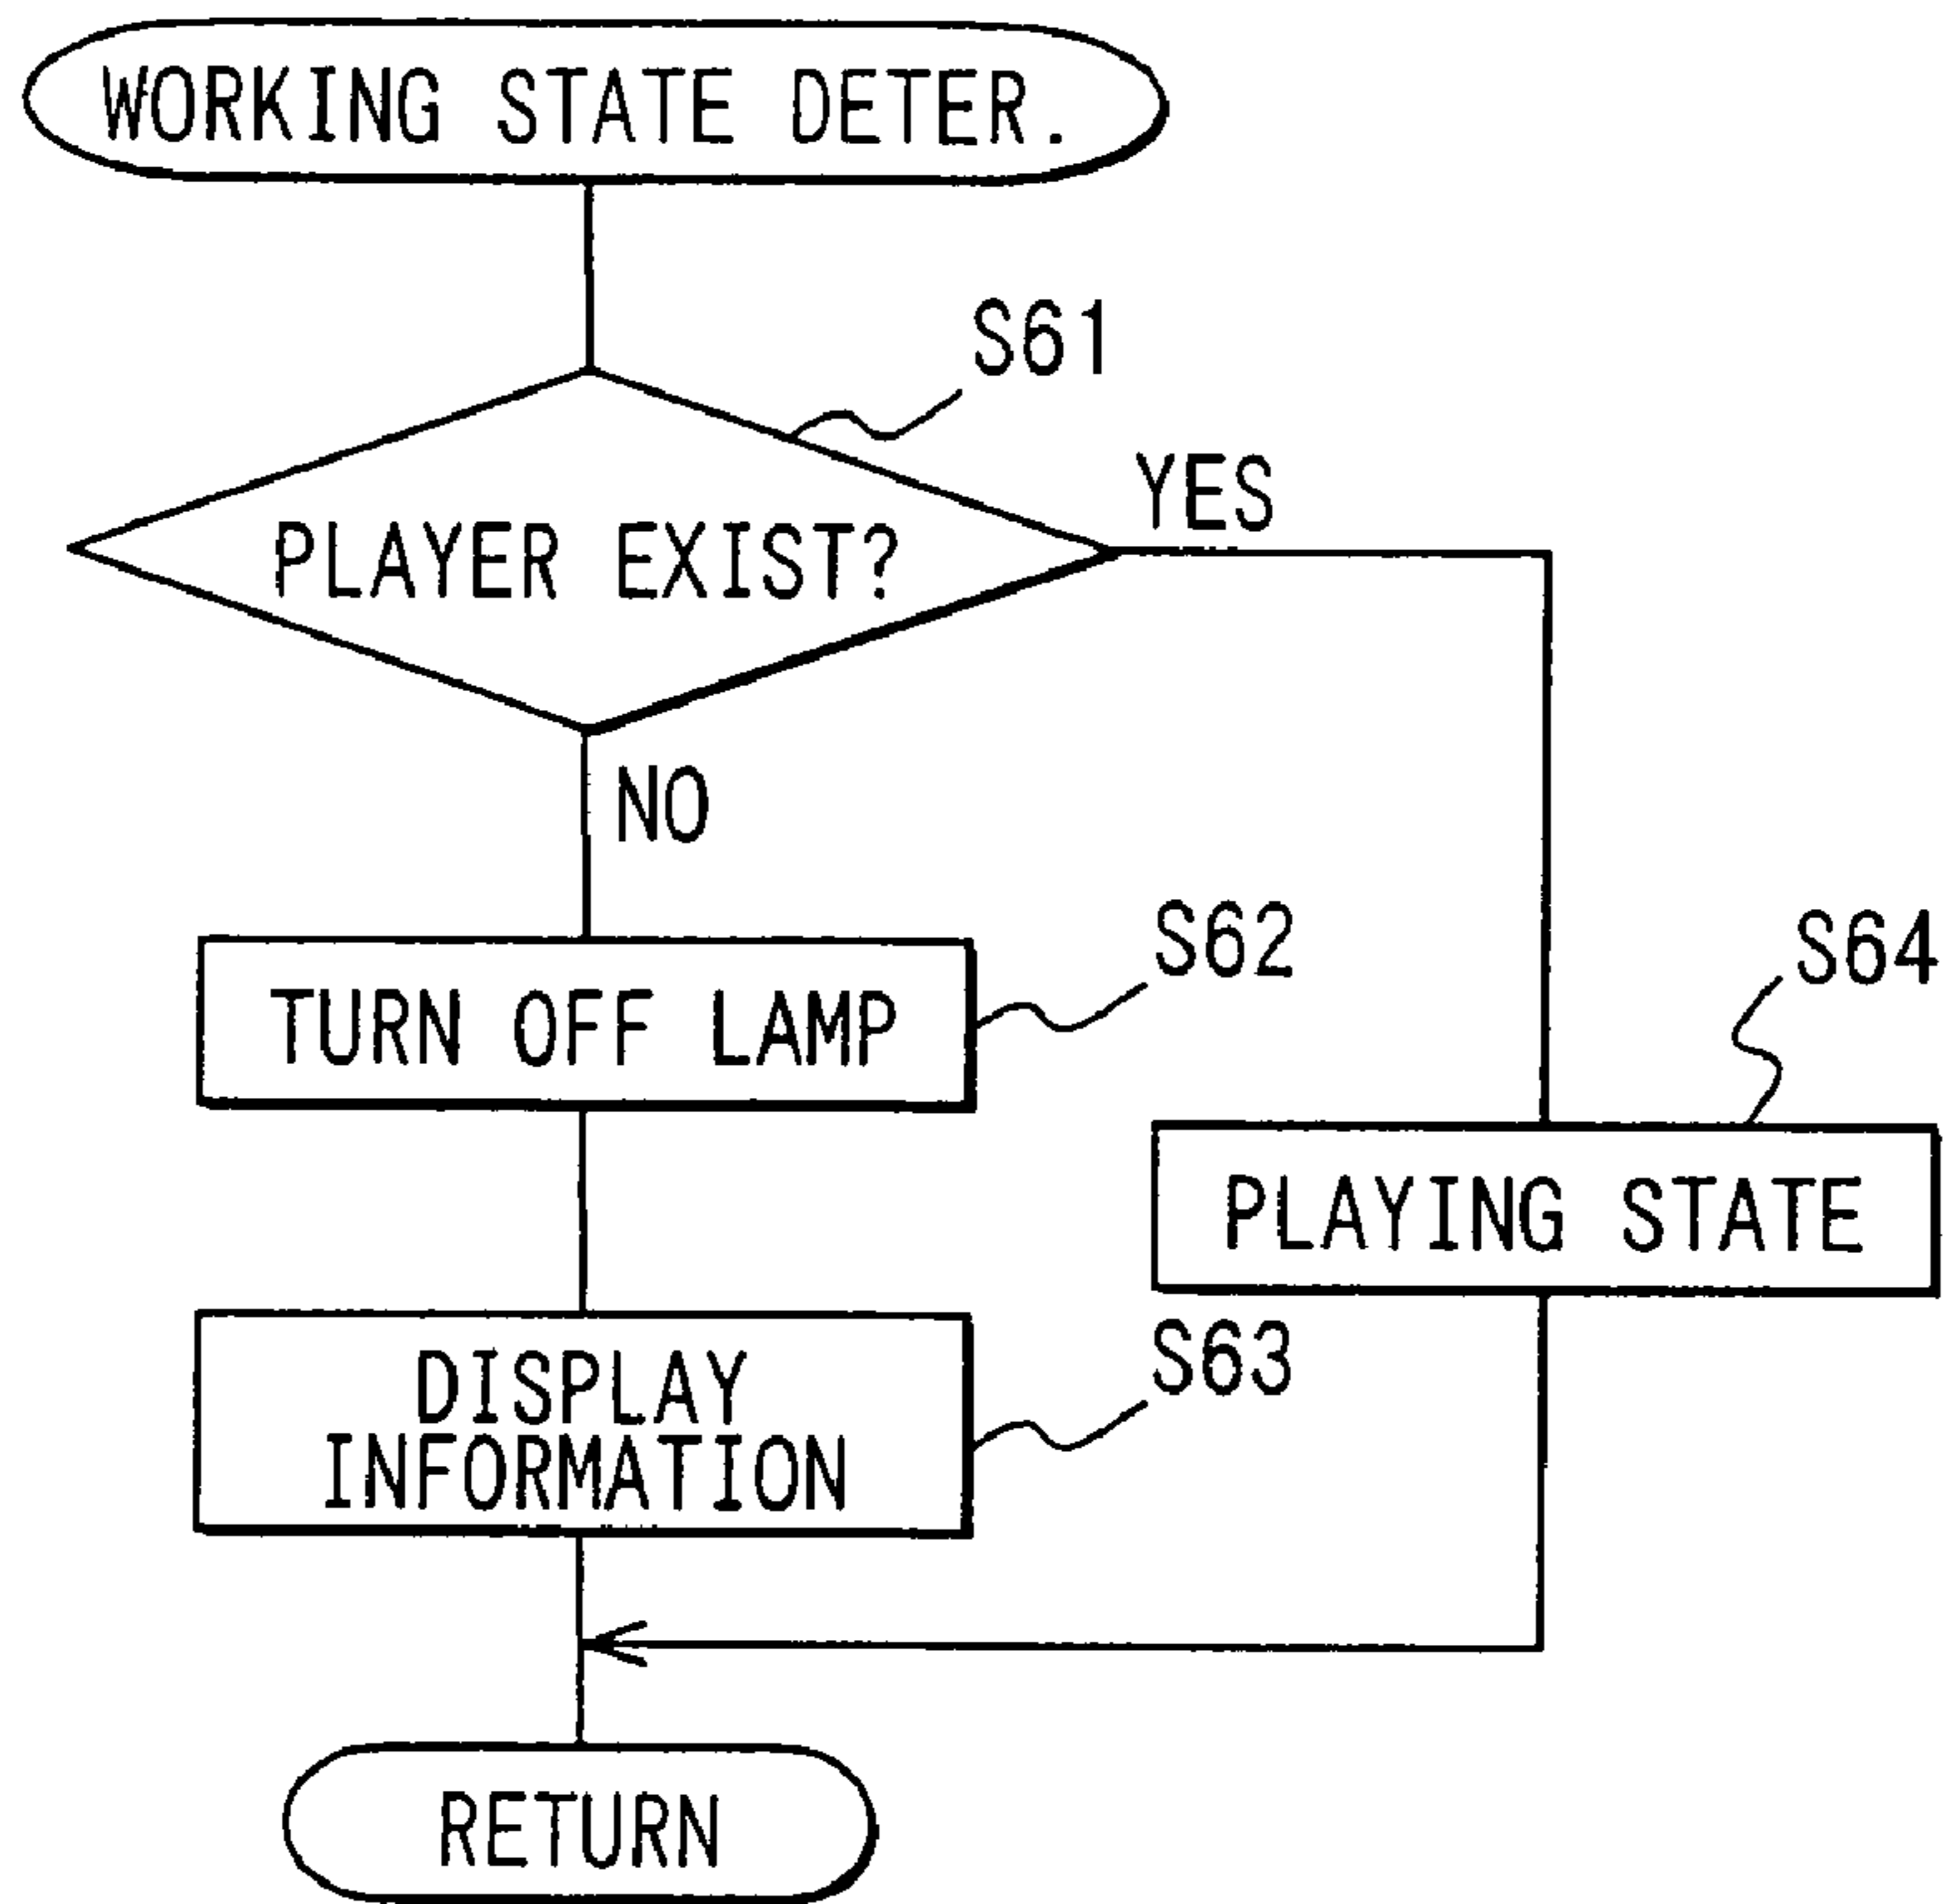 WORKING STATE DETER.
S61
YES
PLAYER EXIST?
NO
S62
TURN OFF LAMP
S64
PLAYING STATE
S63
DISPLAY
INFORMATION
RETURN